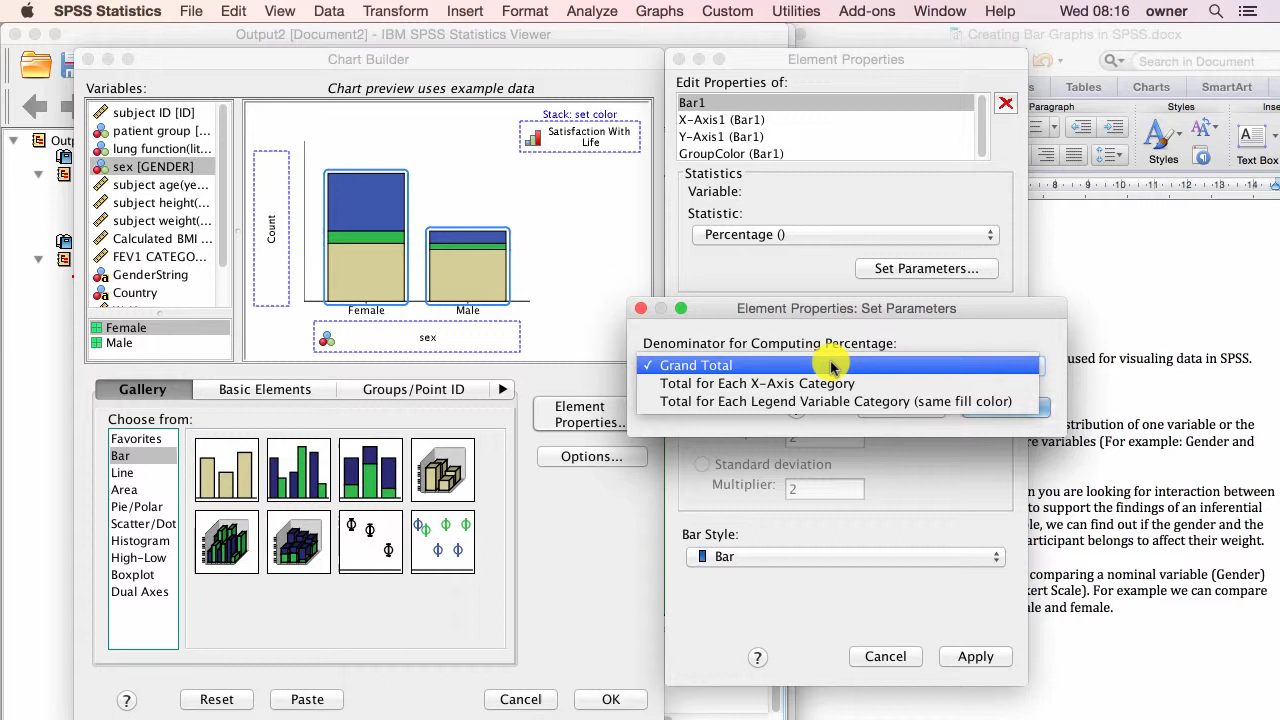 SPSS Statistics File Edit View Data Transform Insert Format Analyze Graphs Custom Utilities Add-ons Window Help Wed 08:16 owner
Output2 [Document2] - IBM SPSS Statistics Viewer
Creating Bar Graphs in SPSS.docx
Search in Document
Tables Charts SmartArt
Paragraph Styles Insert
Styles
Text Box
9 10 11 12 13 14
Outp
Chart Builder
Variables:
Chart preview uses example data
subject ID [ID]
patient group [...
lung function(lit...
sex [GENDER]
subject age(ye...
subject height(...
subject weight(...
Calculated BMI ...
FEV1 CATEGO...
GenderString
Country
Female
Male
Stack: set color
Satisfaction With
Life
Count
Female Male
sex
Gallery Basic Elements Groups/Point ID
Choose from:
Favorites
Bar
Line
Area
Pie/Polar
Scatter/Dot
Histogram
High-Low
Boxplot
Dual Axes
Element
Properties...
Options...
? Reset Paste Cancel OK
Element Properties
Edit Properties of:
Bar1
X-Axis1 (Bar1)
Y-Axis1 (Bar1)
GroupColor (Bar1)
Statistics
Variable:
Statistic:
Percentage ()
Set Parameters...
Element Properties: Set Parameters
Denominator for Computing Percentage:
✓ Grand Total
Total for Each X-Axis Category
Total for Each Legend Variable Category (same fill color)
2
Standard deviation
Multiplier: 2
Bar Style:
Bar
? Cancel Apply
used for visualing data in SPSS.
stribution of one variable or the
re variables (For example: Gender and
n you are looking for interaction between
to support the findings of an inferential
le, we can find out if the gender and the
articipant belongs to affect their weight.
comparing a nominal variable (Gender)
kert Scale). For example we can compare
le and female.